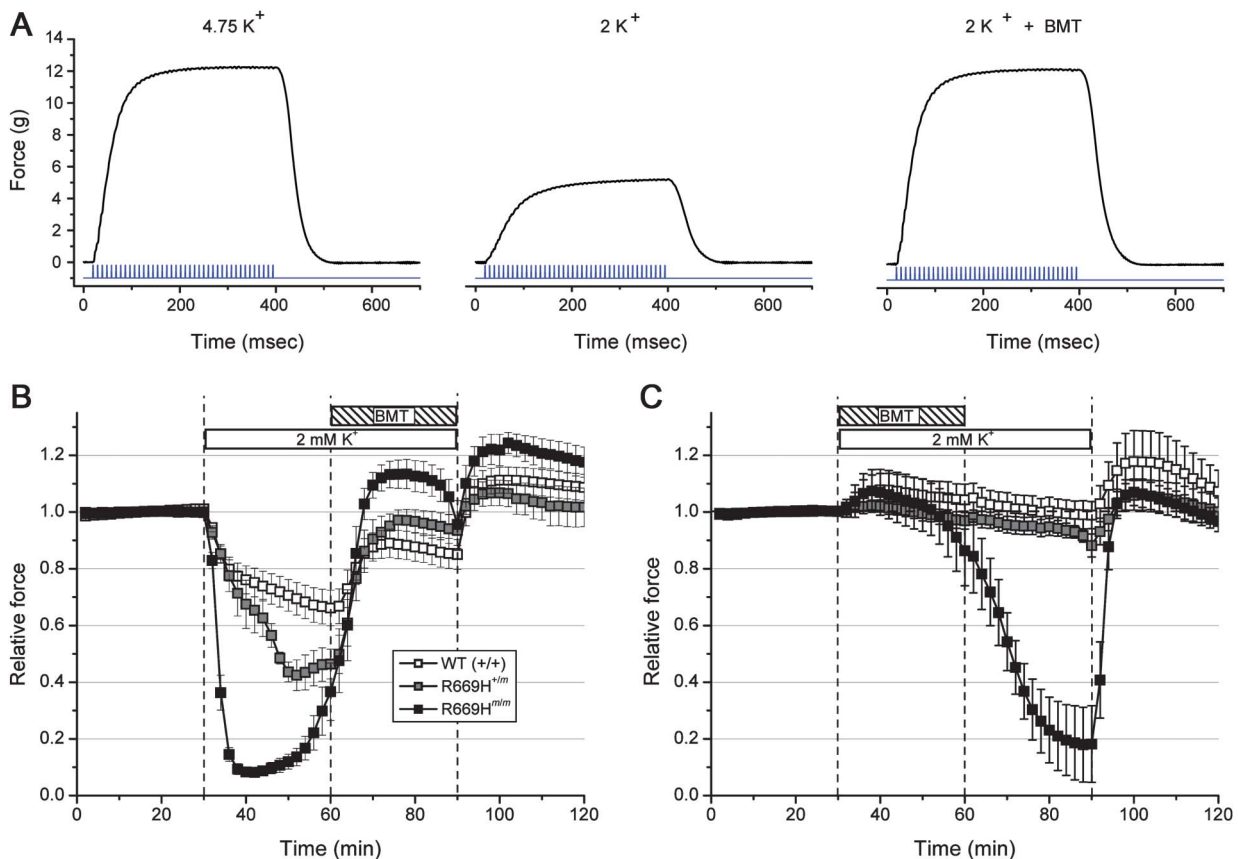 A
4.75 K+
2 K+
2 K+ + BMT
Force (g)
14
12
10
8
6
4
2
0
0 200 400 600
0 200 400 600
0 200 400 600
Time (msec)
Time (msec)
Time (msec)
B
BMT
2 mM K+
Relative force
1.2
1.0
0.8
0.6
0.4
0.2
0.0
WT (+/+)
R669H+/m
R669Hm/m
0 20 40 60 80 100 120
Time (min)
C
BMT
2 mM K+
Relative force
1.2
1.0
0.8
0.6
0.4
0.2
0.0
0 20 40 60 80 100 120
Time (min)